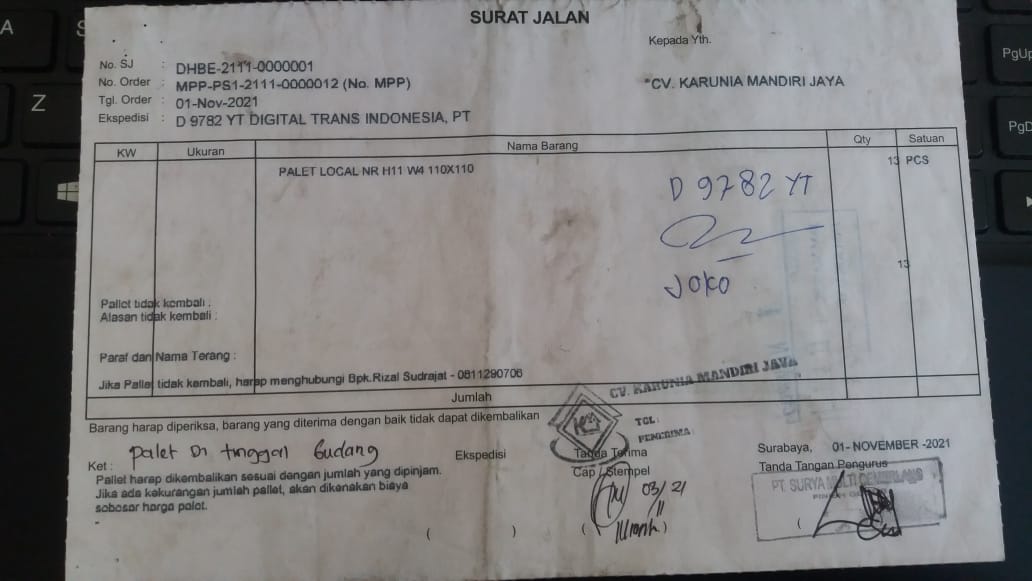 SURAT JALAN
Kepada Yth.
No. SJ : DHBE-2111-0000001
No. Order : MPP-PS1-2111-0000012 (No. MPP)
*CV. KARUNIA MANDIRI JAYA
Tgl. Order : 01-Nov-2021
Ekspedisi : D 9782 YT DIGITAL TRANS INDONESIA, PT
KW Ukuran Nama Barang Qty Satuan
PALET LOCAL NR H11 W4 110X110 13 PCS
D 9782 YT
JOKO
13
Pallet tidak kembali :
Alasan tidak kembali :
Paraf dan Nama Terang :
Jika Pallet tidak kembali, harap menghubungi Bpk.Rizal Sudrajat - 0811290706
Jumlah
CV. KARUNIA MANDIRI JAYA
TGL:
PENERIMA:
Barang harap diperiksa, barang yang diterima dengan baik tidak dapat dikembalikan
Ket : Palet Di tinggal Gudang
Ekspedisi
Tanda Terima
Cap / Stempel
Surabaya, 01-NOVEMBER -2021
Tanda Tangan Pengurus
Pallet harap dikembalikan sesuai dengan jumlah yang dipinjam.
Jika ada kekurangan jumlah pallet, akan dikenakan biaya
sebesar harga palet.
PT. SURYA MULTI
03/21
11
( ) ( ) (